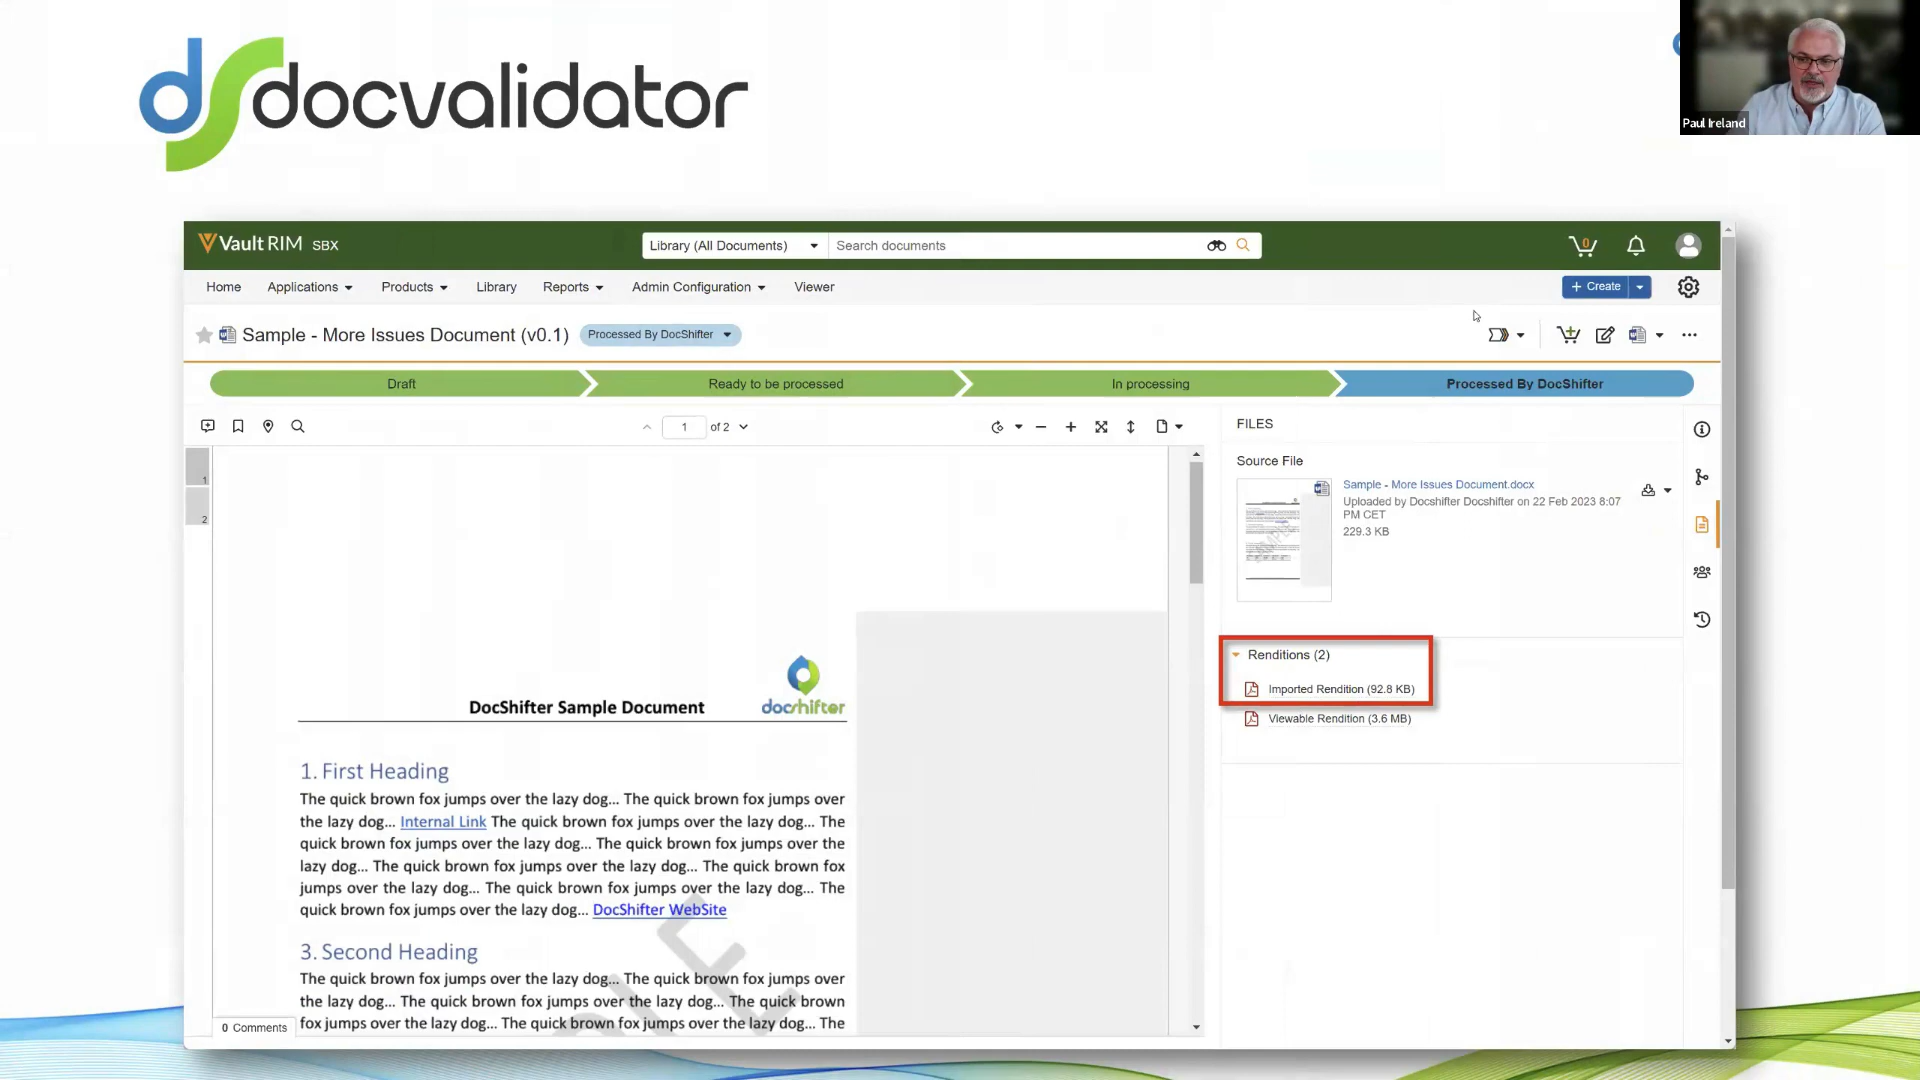 docvalidator
Paul Ireland
Vault RIM SBX
Library (All Documents)
Search documents
0
Home
Applications
Products
Library
Reports
Admin Configuration
Viewer
+ Create
Sample - More Issues Document (v0.1)
Processed By DocShifter
Draft
Ready to be processed
In processing
Processed By DocShifter
1
of 2
1
2
DocShifter Sample Document
docshifter
1. First Heading
The quick brown fox jumps over the lazy dog... The quick brown fox jumps over
the lazy dog... Internal Link The quick brown fox jumps over the lazy dog... The
quick brown fox jumps over the lazy dog... The quick brown fox jumps over the
lazy dog... The quick brown fox jumps over the lazy dog... The quick brown fox
jumps over the lazy dog... The quick brown fox jumps over the lazy dog... The
quick brown fox jumps over the lazy dog... DocShifter WebSite
3. Second Heading
The quick brown fox jumps over the lazy dog... The quick brown fox jumps over
the lazy dog... The quick brown fox jumps over the lazy dog... The quick brown
fox jumps over the lazy dog... The quick brown fox jumps over the lazy dog... The
0 Comments
FILES
Source File
Sample - More Issues Document.docx
Uploaded by Docshifter Docshifter on 22 Feb 2023 8:07
PM CET
229.3 KB
Renditions (2)
Imported Rendition (92.8 KB)
Viewable Rendition (3.6 MB)